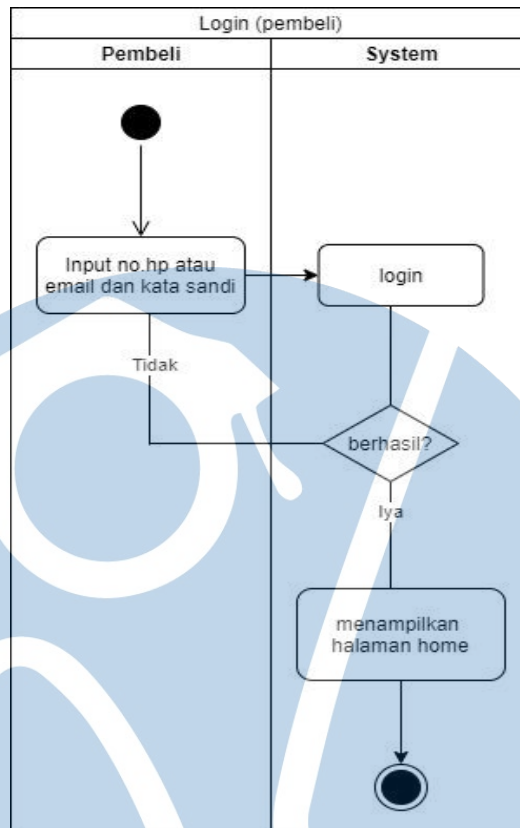 Login (pembeli)
Pembeli
System
Input no.hp atau
email dan kata sandi
login
Tidak
berhasil?
Iya
menampilkan
halaman home